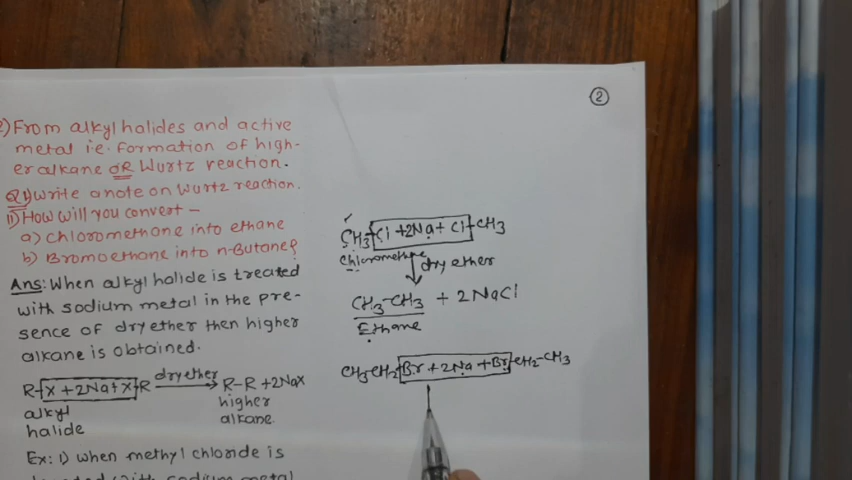 ②
2) From alkyl halides and active
metal i.e. formation of high-
er alkane OR Wurtz reaction.
Q1) Write a note on Wurtz reaction.
II) How will you convert -
a) chloromethane into ethane
b) Bromoethane into n-Butane?
Ans: When alkyl halide is treated
with sodium metal in the pre-
sence of dry ether then higher
alkane is obtained.
R-X + 2Na + X-R dry ether → R-R + 2NaX
alkyl halide
higher alkane.
Ex: 1) when methyl chloride is
sodium metal
CH3-Cl + 2Na + Cl-CH3
chloromethane
↓ dry ether
CH3-CH3 + 2NaCl
Ethane
CH3-CH2-Br + 2Na + Br-CH2-CH3